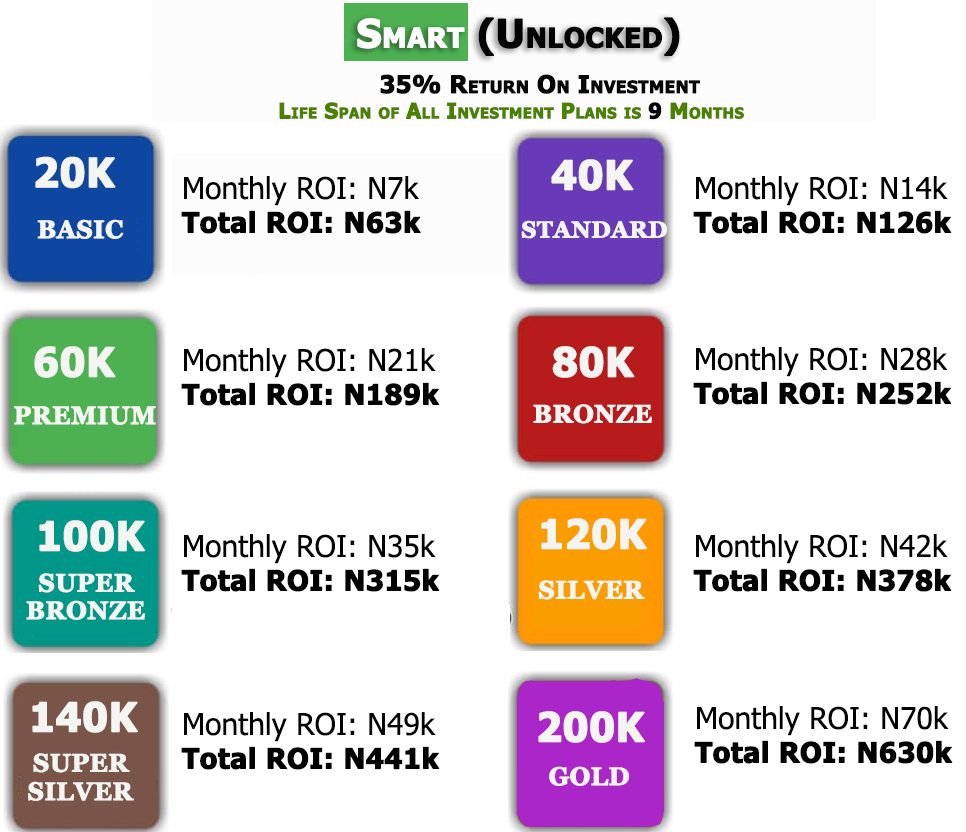 Smart (Unlocked)
35% Return On Investment
Life Span of All Investment Plans is 9 Months
20K
BASIC
Monthly ROI: N7k
Total ROI: N63k
40K
STANDARD
Monthly ROI: N14k
Total ROI: N126k
60K
PREMIUM
Monthly ROI: N21k
Total ROI: N189k
80K
BRONZE
Monthly ROI: N28k
Total ROI: N252k
100K
SUPER
BRONZE
Monthly ROI: N35k
Total ROI: N315k
120K
SILVER
Monthly ROI: N42k
Total ROI: N378k
140K
SUPER
SILVER
Monthly ROI: N49k
Total ROI: N441k
200K
GOLD
Monthly ROI: N70k
Total ROI: N630k